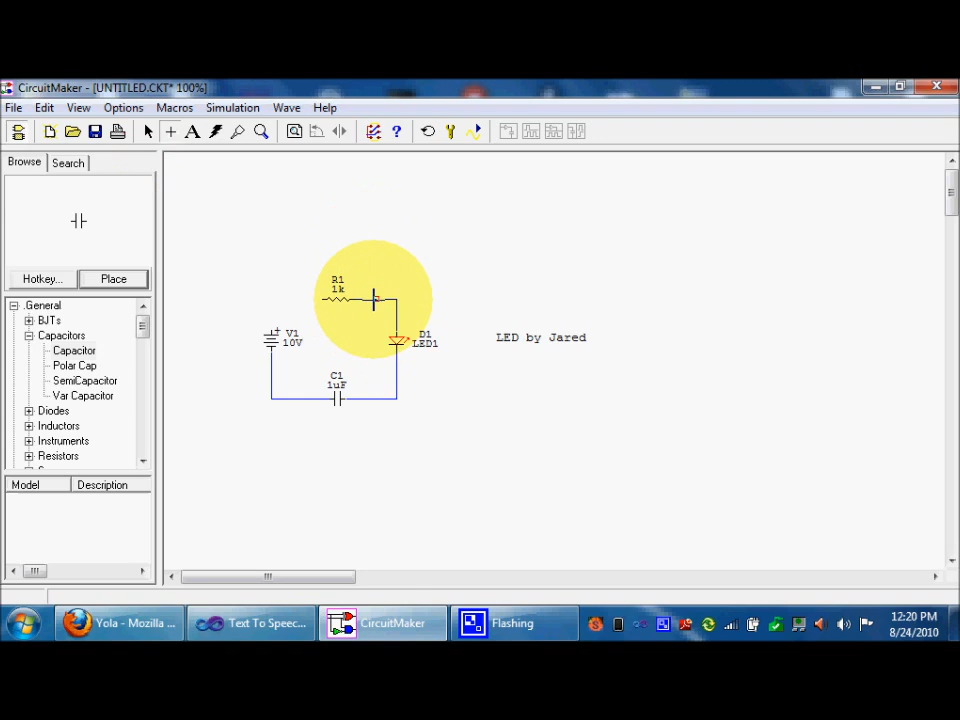 CircuitMaker - [UNTITLED.CKT* 100%]
File Edit View Options Macros Simulation Wave Help
Browse Search
Hotkey... Place
.General
BJTs
Capacitors
Capacitor
Polar Cap
SemiCapacitor
Var Capacitor
Diodes
Inductors
Instruments
Resistors
Model Description
R1
1k
V1
10V
D1
LED1
C1
1uF
LED by Jared
Yola - Mozilla ...
Text To Speec...
CircuitMaker
Flashing
12:20 PM
8/24/2010